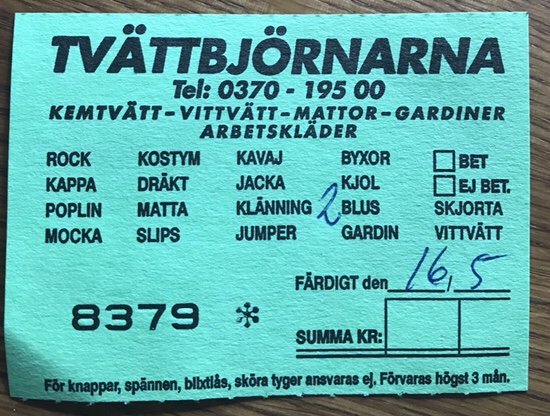 TVÄTTBJÖRNARNA
Tel: 0370 - 195 00
KEMTVÄTT-VITTVÄTT-MATTOR-GARDINER
ARBETSKLÄDER
ROCK KOSTYM KAVAJ BYXOR BET
KAPPA DRÄKT JACKA KJOL EJ BET.
POPLIN MATTA KLÄNNING 2 BLUS SKJORTA
MOCKA SLIPS JUMPER GARDIN VITTVÄTT
FÄRDIGT den 16, 5
8379 *
SUMMA KR:
För knappar, spännen, blixtlås, sköra tyger ansvaras ej. Förvaras högst 3 mån.